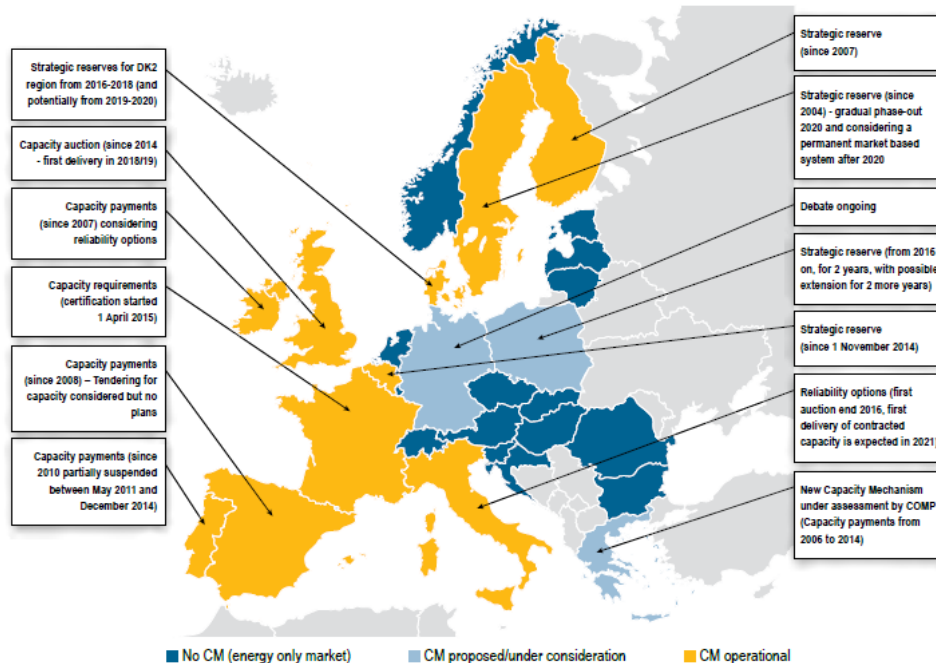 Strategic reserves for DK2
region from 2016-2018 (and
potentially from 2019-2020)
Capacity auction (since 2014
- first delivery in 2018/19)
Capacity payments
(since 2007) considering
reliability options
Capacity requirements
(certification started
1 April 2015)
Capacity payments
(since 2008) – Tendering for
capacity considered but no
plans
Capacity payments (since
2010 partially suspended
between May 2011 and
December 2014)
Strategic reserve
(since 2007)
Strategic reserve (since
2004) - gradual phase-out
2020 and considering a
permanent market based
system after 2020
Debate ongoing
Strategic reserve (from 2016
on, for 2 years, with possible
extension for 2 more years)
Strategic reserve
(since 1 November 2014)
Reliability options (first
auction end 2016, first
delivery of contracted
capacity is expected in 2021)
New Capacity Mechanism
under assessment by COMP
(Capacity payments from
2006 to 2014)
No CM (energy only market)
CM proposed/under consideration
CM operational